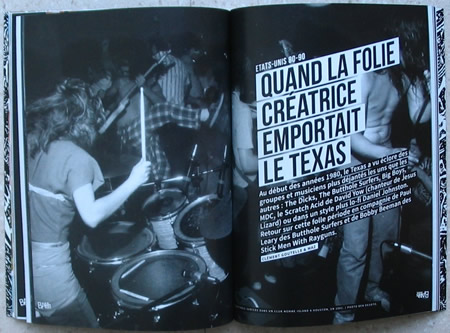 ETATS-UNIS 80-90
QUAND LA FOLIE
CRÉATRICE
EMPORTAIT
LE TEXAS
Au début des années 1980, le Texas a vu éclore des
groupes et musiciens plus déjantés les uns que les
autres : The Dicks, The Butthole Surfers, Big Boys,
MDC, le Scratch Acid de David Yow (chanteur de Jesus
Lizard) ou dans un style plus lo-fi Daniel Johnston.
Retour sur cette folle période en compagnie de Paul
Leary des Butthole Surfers et de Bobby Beeman des
Stick Men With Rayguns.